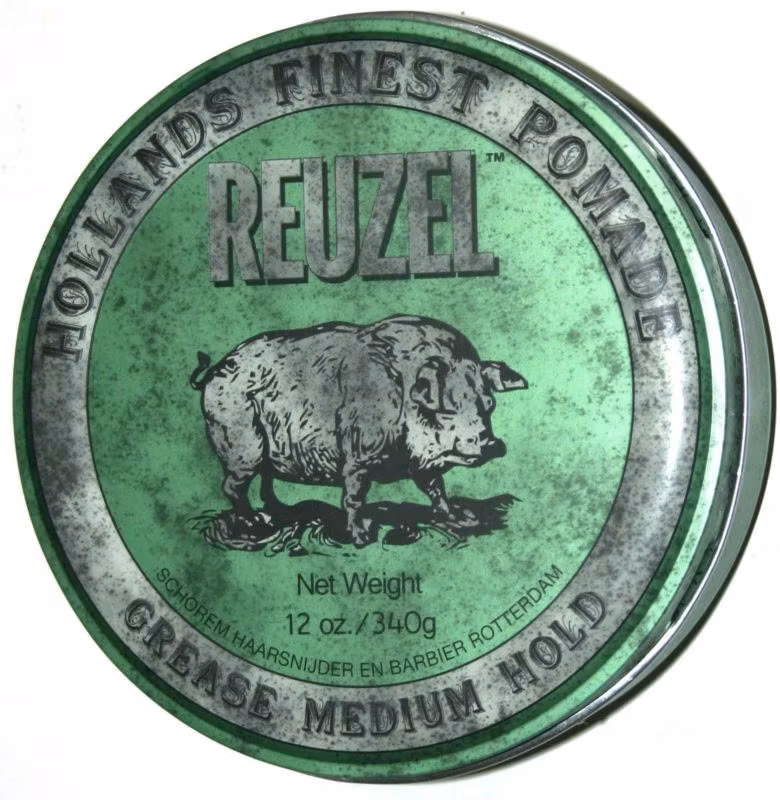 HOLLANDS FINEST POMADE
REUZEL™
Net Weight
12 oz./340g
SCHOREM HAARSNIJDER EN BARBIER ROTTERDAM
GREASE MEDIUM HOLD